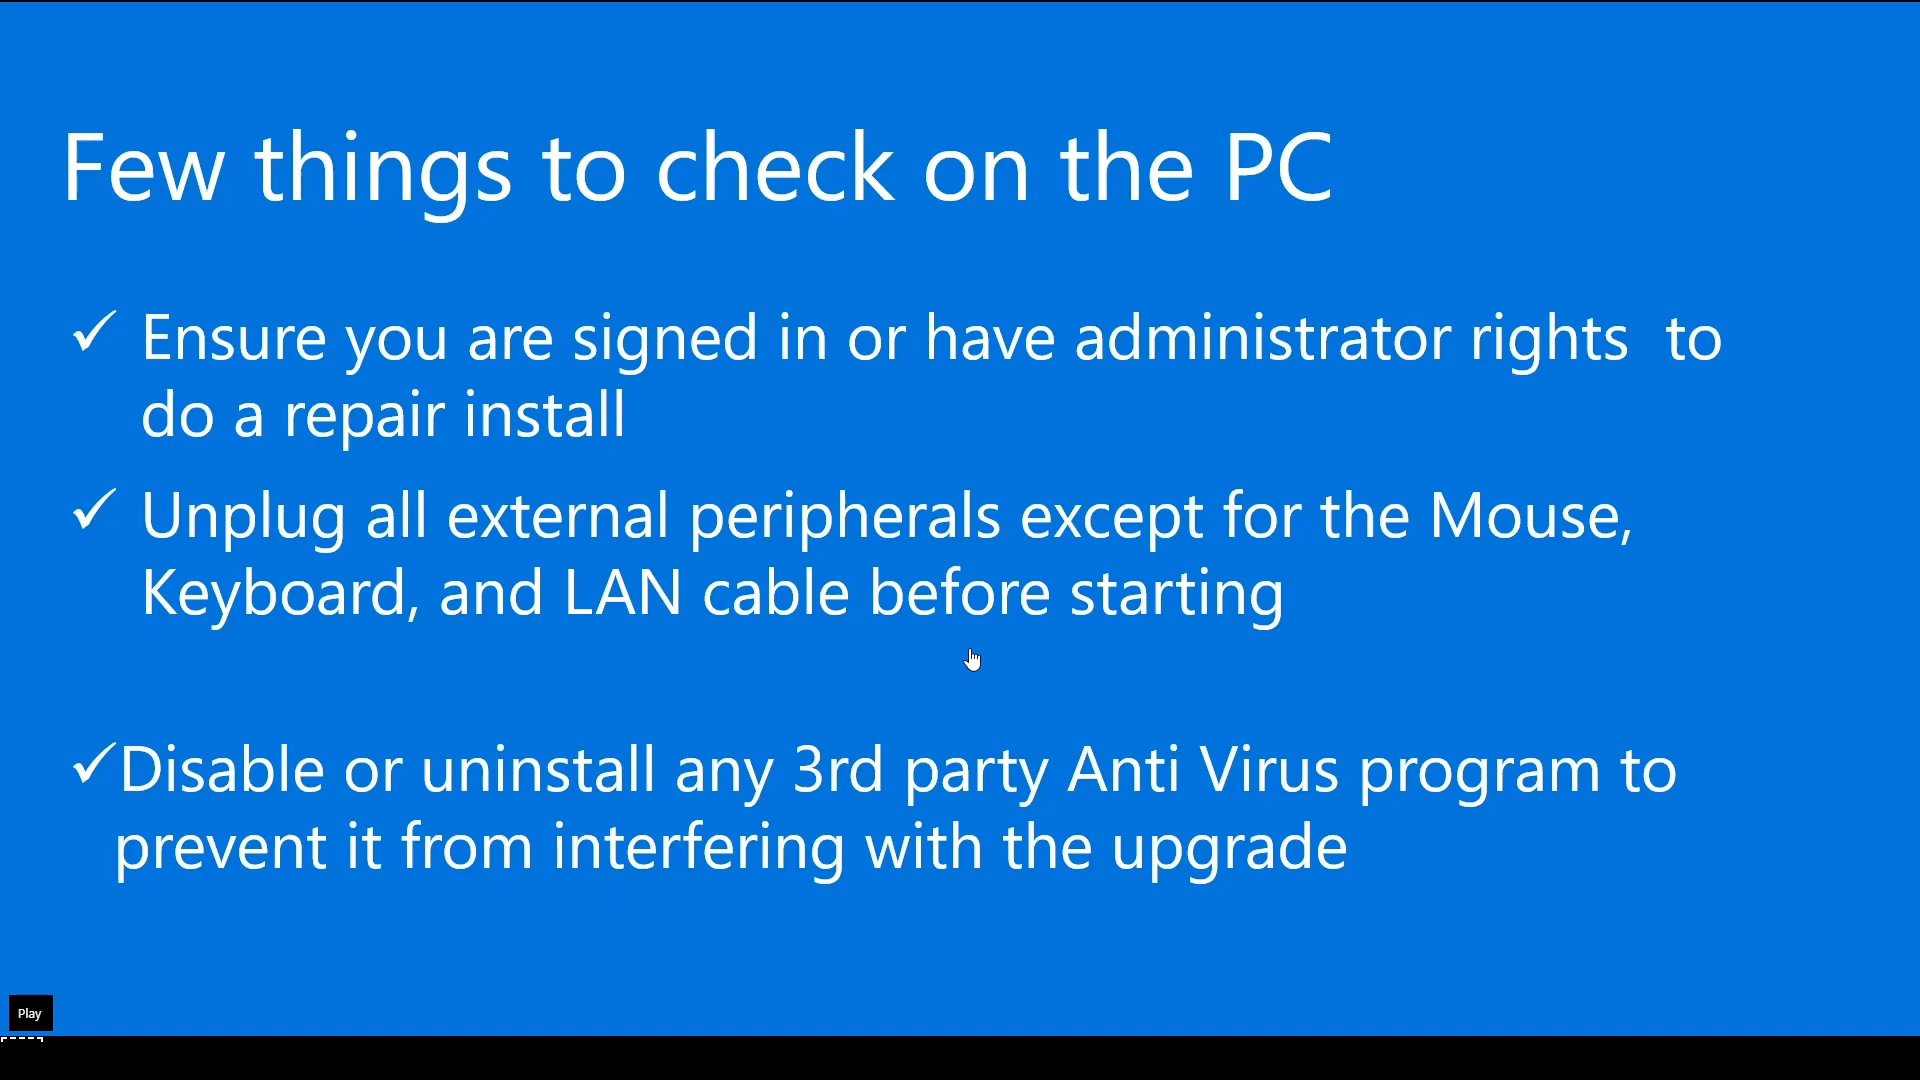 Few things to check on the PC
✓ Ensure you are signed in or have administrator rights  to
do a repair install
✓ Unplug all external peripherals except for the Mouse,
Keyboard, and LAN cable before starting
✓Disable or uninstall any 3rd party Anti Virus program to
prevent it from interfering with the upgrade
Play